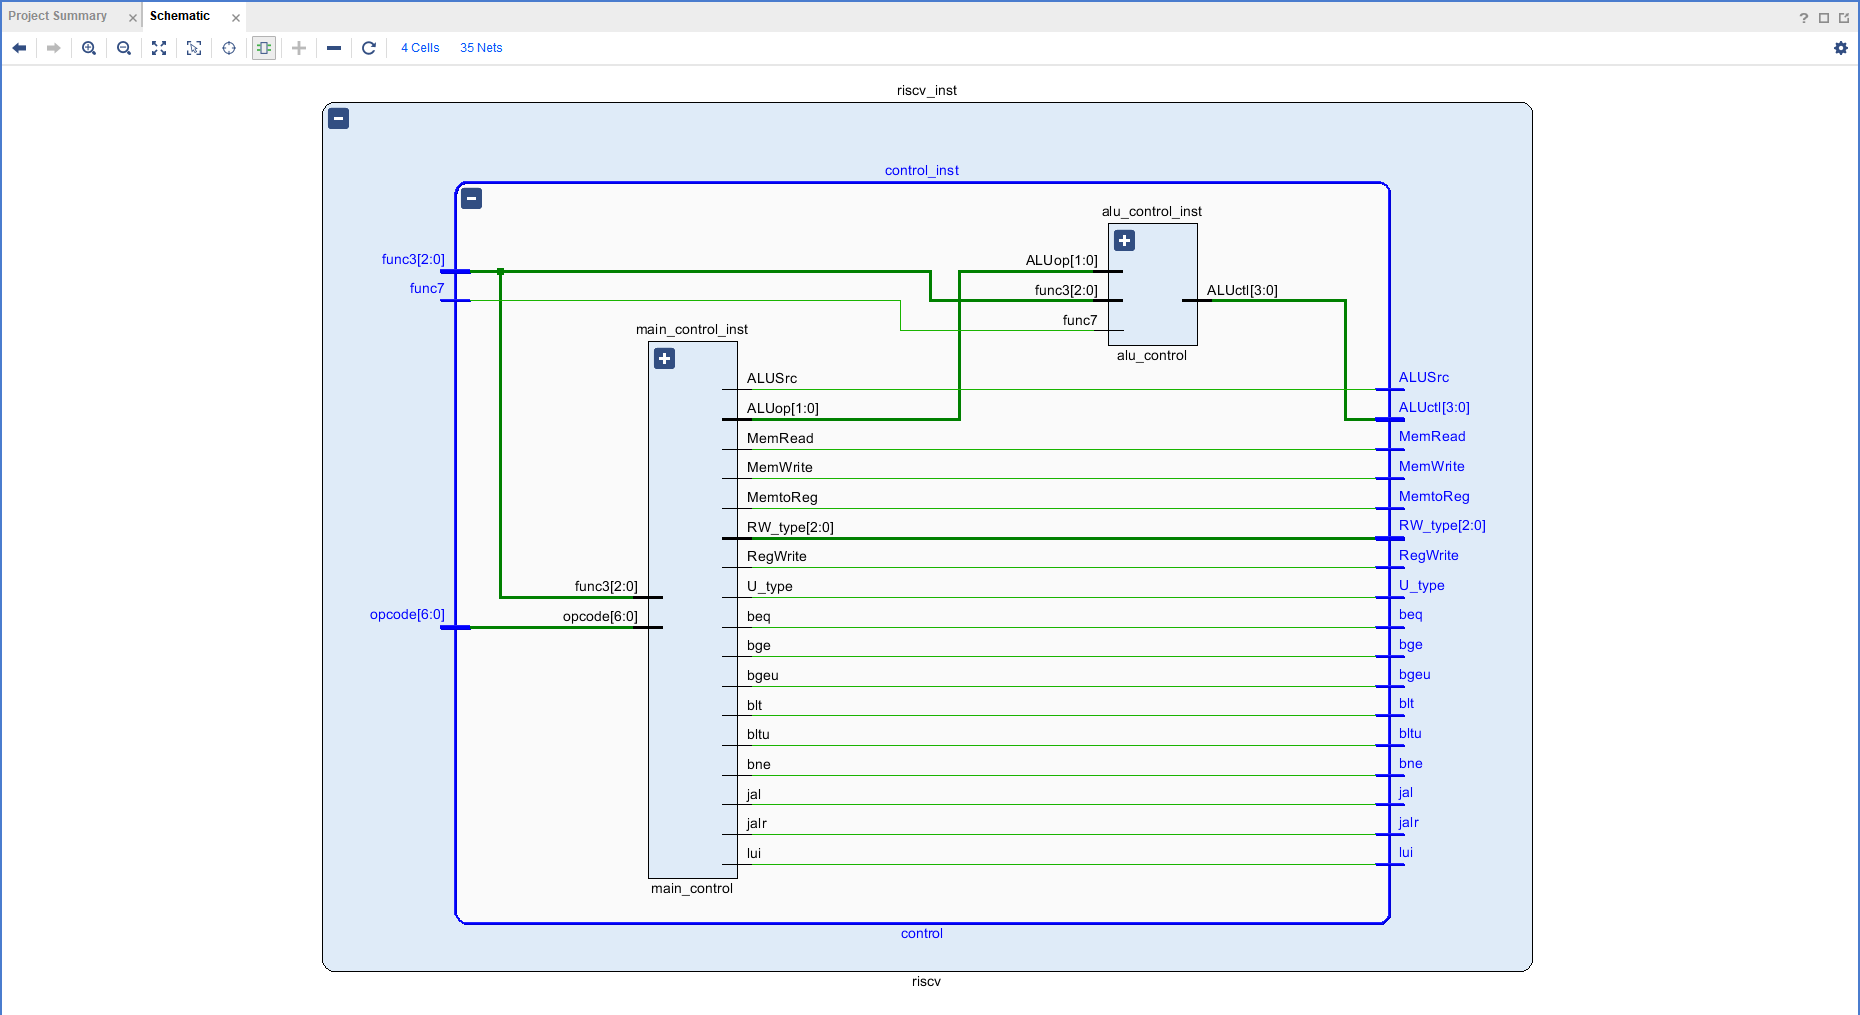 Project Summary
Schematic
4 Cells
35 Nets
riscv_inst
control_inst
alu_control_inst
func3[2:0]
func7
ALUop[1:0]
func3[2:0]
func7
ALUctl[3:0]
alu_control
main_control_inst
func3[2:0]
opcode[6:0]
opcode[6:0]
ALUSrc
ALUop[1:0]
MemRead
MemWrite
MemtoReg
RW_type[2:0]
RegWrite
U_type
beq
bge
bgeu
blt
bltu
bne
jal
jalr
lui
main_control
ALUSrc
ALUctl[3:0]
MemRead
MemWrite
MemtoReg
RW_type[2:0]
RegWrite
U_type
beq
bge
bgeu
blt
bltu
bne
jal
jalr
lui
control
riscv